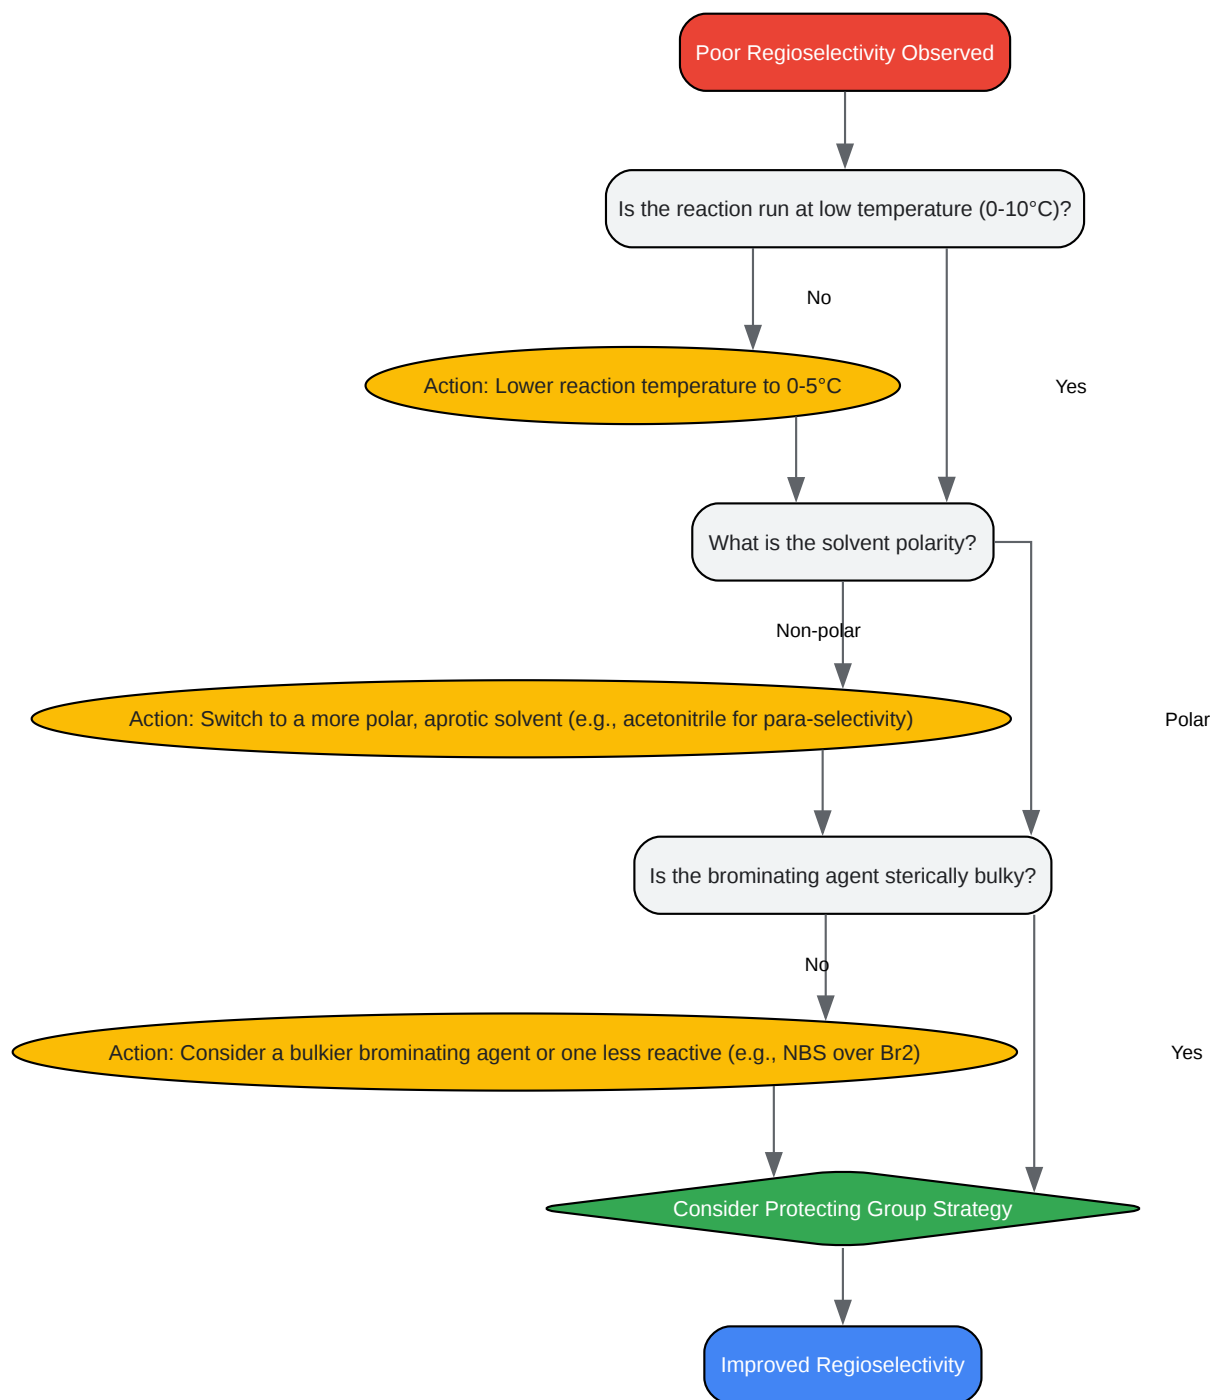 Poor Regioselectivity Observed
Is the reaction run at low temperature (0-10°C)?
No
Action: Lower reaction temperature to 0-5°C
Yes
What is the solvent polarity?
Non-polar
Action: Switch to a more polar, aprotic solvent (e.g., acetonitrile for para-selectivity)
Polar
Is the brominating agent sterically bulky?
No
Action: Consider a bulkier brominating agent or one less reactive (e.g., NBS over Br2)
Yes
Consider Protecting Group Strategy
Improved Regioselectivity